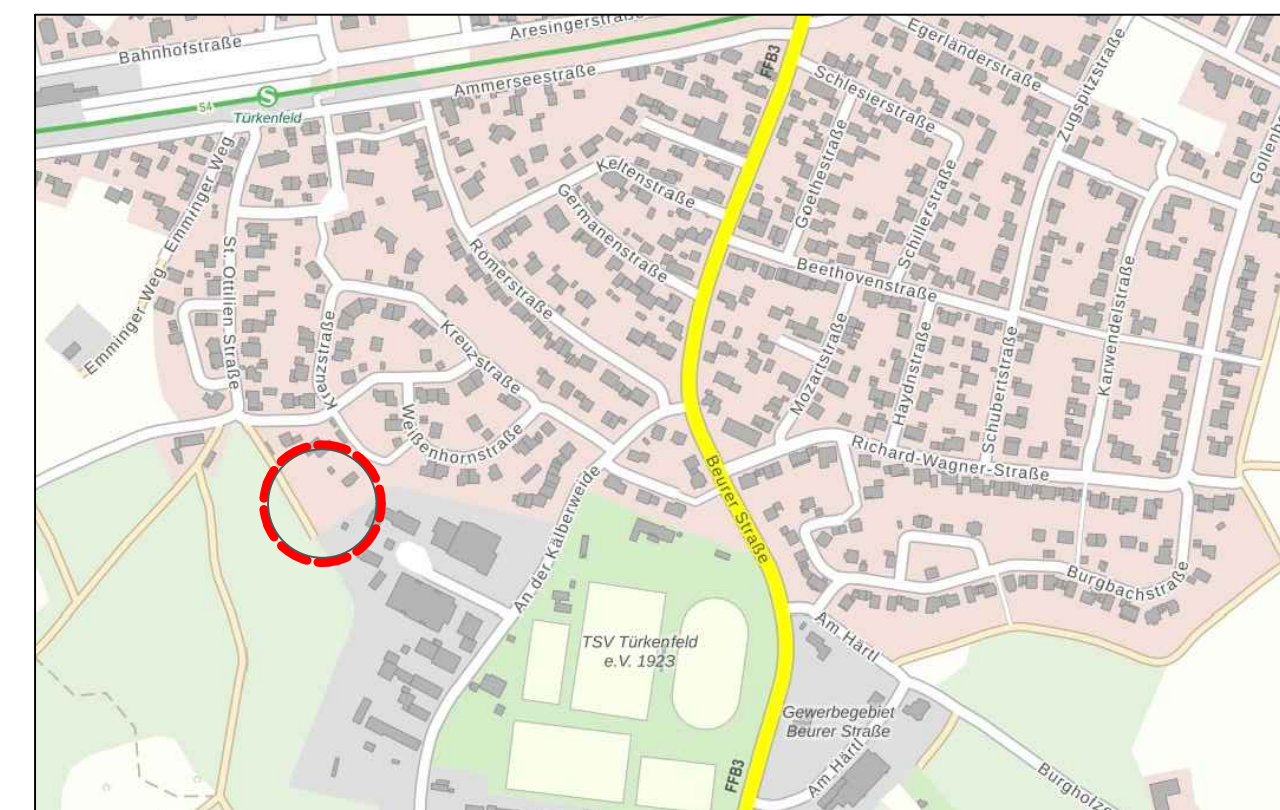 Aresingerstraße
Bahnhofstraße
Egerländerstraße
FFB3
Zugspitzstraße
Ammerseestraße
Schlesierstraße
54
S
Türkenfeld
Emminger Weg
Keltenstraße
Goethestraße
Germanenstraße
Schillerstraße
St. Ottilien-Straße
Römerstraße
Beethovenstraße
Emminger-Weg
Kreuzstraße
Kreuzstraße
Mozartstraße
Haydnstraße
Schubertstraße
Karwendelstraße
Weißenhornstraße
Richard-Wagner-Straße
Beurer Straße
An der Kälberweide
Burgbachstraße
Am Härtl
TSV Türkenfeld
e.V. 1923
Gewerbegebiet
Beurer Straße
Am Härtl
FFB3